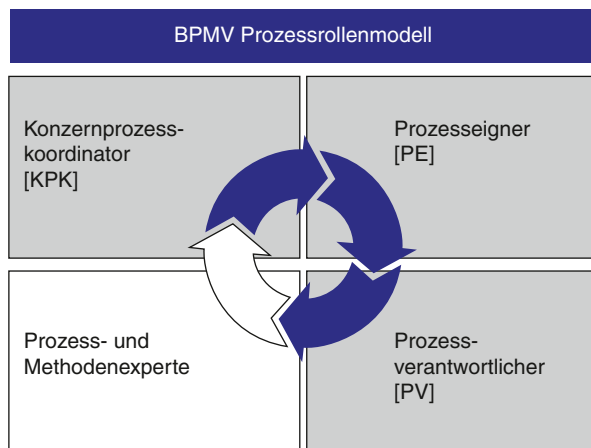 BPMV Prozessrollenmodell
Konzernprozess-
koordinator
[KPK]
Prozesseigner
[PE]
Prozess- und
Methodenexperte
Prozess-
verantwortlicher
[PV]